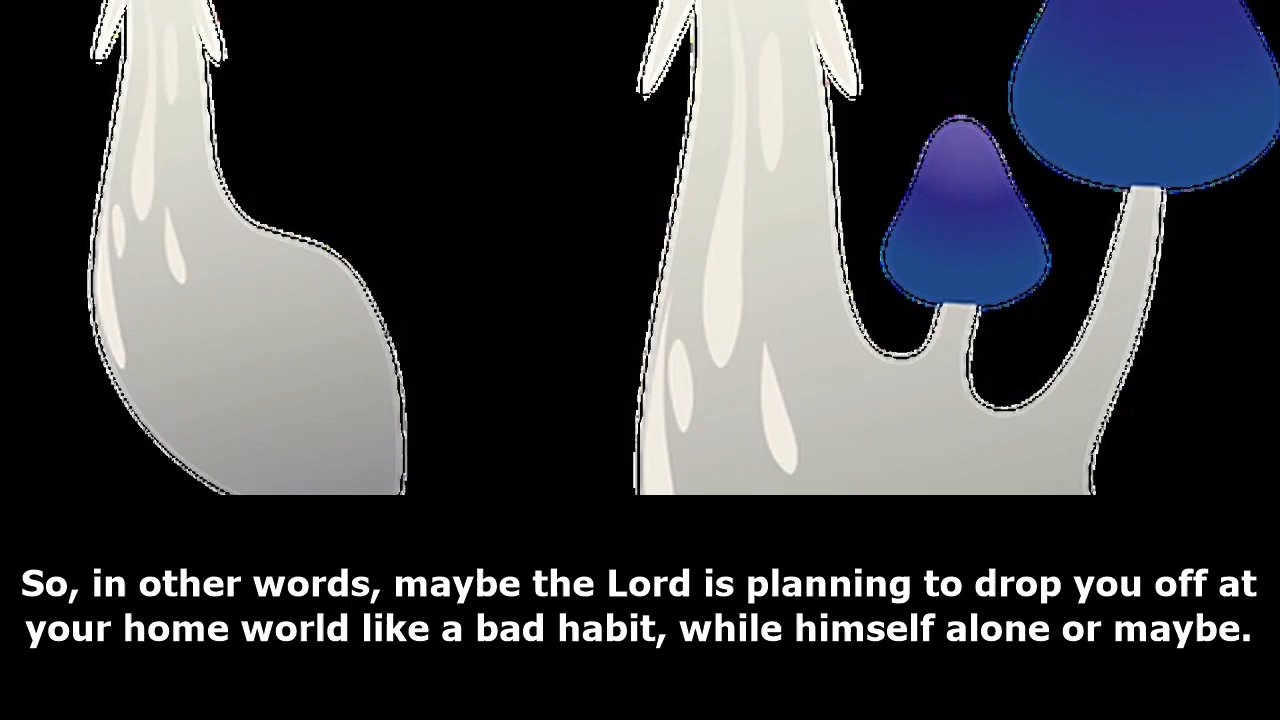 So, in other words, maybe the Lord is planning to drop you off at
your home world like a bad habit, while himself alone or maybe.